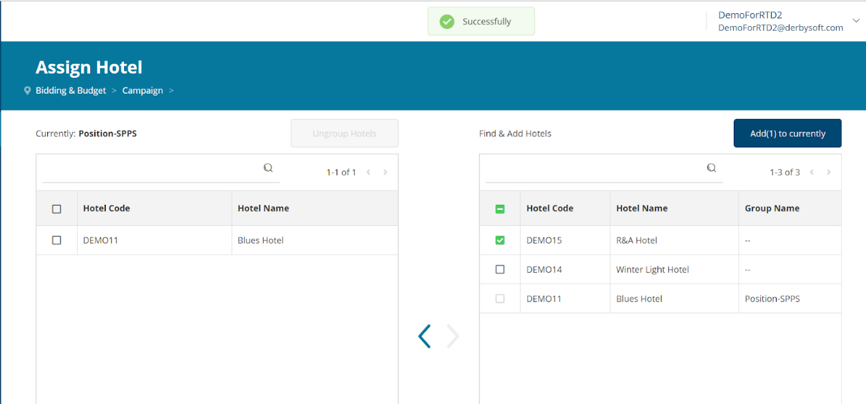 Successfully
DemoForRTD2
DemoForRTD2@derbysoft.com
Assign Hotel
Bidding & Budget > Campaign >
Currently: Position-SPPS
Ungroup Hotels
1-1 of 1 < >
Hotel Code Hotel Name
DEMO11 Blues Hotel
Find & Add Hotels
Add(1) to currently
1-3 of 3 < >
Hotel Code Hotel Name Group Name
DEMO15 R&A Hotel --
DEMO14 Winter Light Hotel --
DEMO11 Blues Hotel Position-SPPS